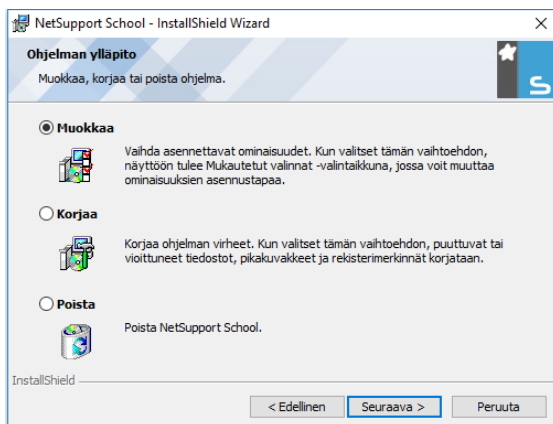 NetSupport School - InstallShield Wizard
Ohjelman ylläpito
Muokkaa, korjaa tai poista ohjelma.
S
Muokkaa
Vaihda asennettavat ominaisuudet. Kun valitset tämän vaihtoehdon,
näyttöön tulee Mukautetut valinnat -valintaikkuna, jossa voit muuttaa
ominaisuuksien asennustapaa.
Korjaa
Korjaa ohjelman virheet. Kun valitset tämän vaihtoehdon, puuttuvat tai
vioittuneet tiedostot, pikakuvakkeet ja rekisterimerkinnät korjataan.
Poista
Poista NetSupport School.
InstallShield
< Edellinen Seuraava > Peruuta